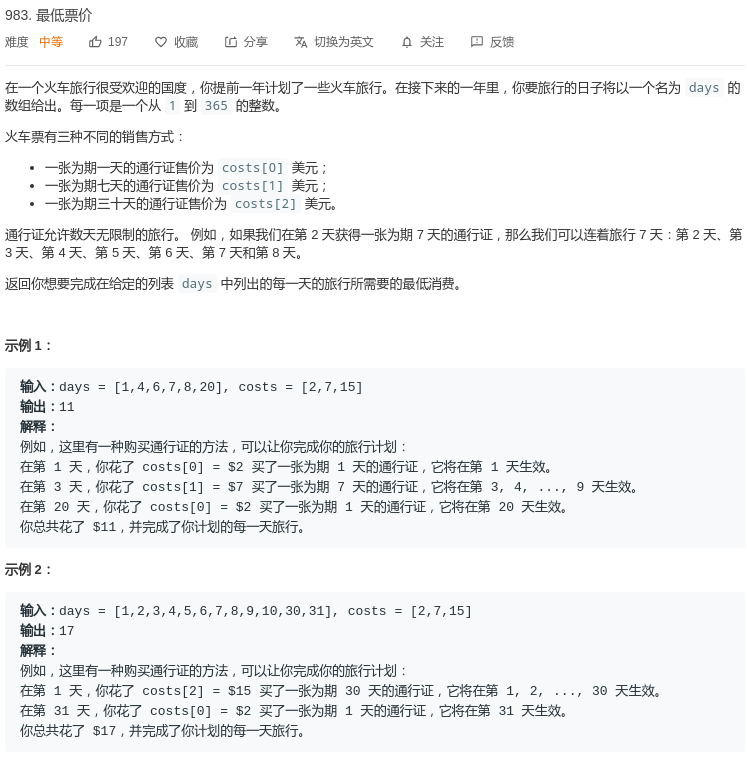 983. 最低票价
难度 中等 197 收藏 分享 切换为英文 关注 反馈
在一个火车旅行很受欢迎的国度，你提前一年计划了一些火车旅行。在接下来的一年里，你要旅行的日子将以一个名为 days 的
数组给出。每一项是一个从 1 到 365 的整数。
火车票有三种不同的销售方式：
• 一张为期一天的通行证售价为 costs[0] 美元；
• 一张为期七天的通行证售价为 costs[1] 美元；
• 一张为期三十天的通行证售价为 costs[2] 美元。
通行证允许数天无限制的旅行。 例如，如果我们在第 2 天获得一张为期 7 天的通行证，那么我们可以连着旅行 7 天：第 2 天、第
3 天、第 4 天、第 5 天、第 6 天、第 7 天和第 8 天。
返回你想要完成在给定的列表 days 中列出的每一天的旅行所需要的最低消费。
示例 1：
输入：days = [1,4,6,7,8,20], costs = [2,7,15]
输出：11
解释：
例如，这里有一种购买通行证的方法，可以让你完成你的旅行计划：
在第 1 天，你花了 costs[0] = $2 买了一张为期 1 天的通行证，它将在第 1 天生效。
在第 3 天，你花了 costs[1] = $7 买了一张为期 7 天的通行证，它将在第 3, 4, ..., 9 天生效。
在第 20 天，你花了 costs[0] = $2 买了一张为期 1 天的通行证，它将在第 20 天生效。
你总共花了 $11，并完成了你计划的每一天旅行。
示例 2：
输入：days = [1,2,3,4,5,6,7,8,9,10,30,31], costs = [2,7,15]
输出：17
解释：
例如，这里有一种购买通行证的方法，可以让你完成你的旅行计划：
在第 1 天，你花了 costs[2] = $15 买了一张为期 30 天的通行证，它将在第 1, 2, ..., 30 天生效。
在第 31 天，你花了 costs[0] = $2 买了一张为期 1 天的通行证，它将在第 31 天生效。
你总共花了 $17，并完成了你计划的每一天旅行。